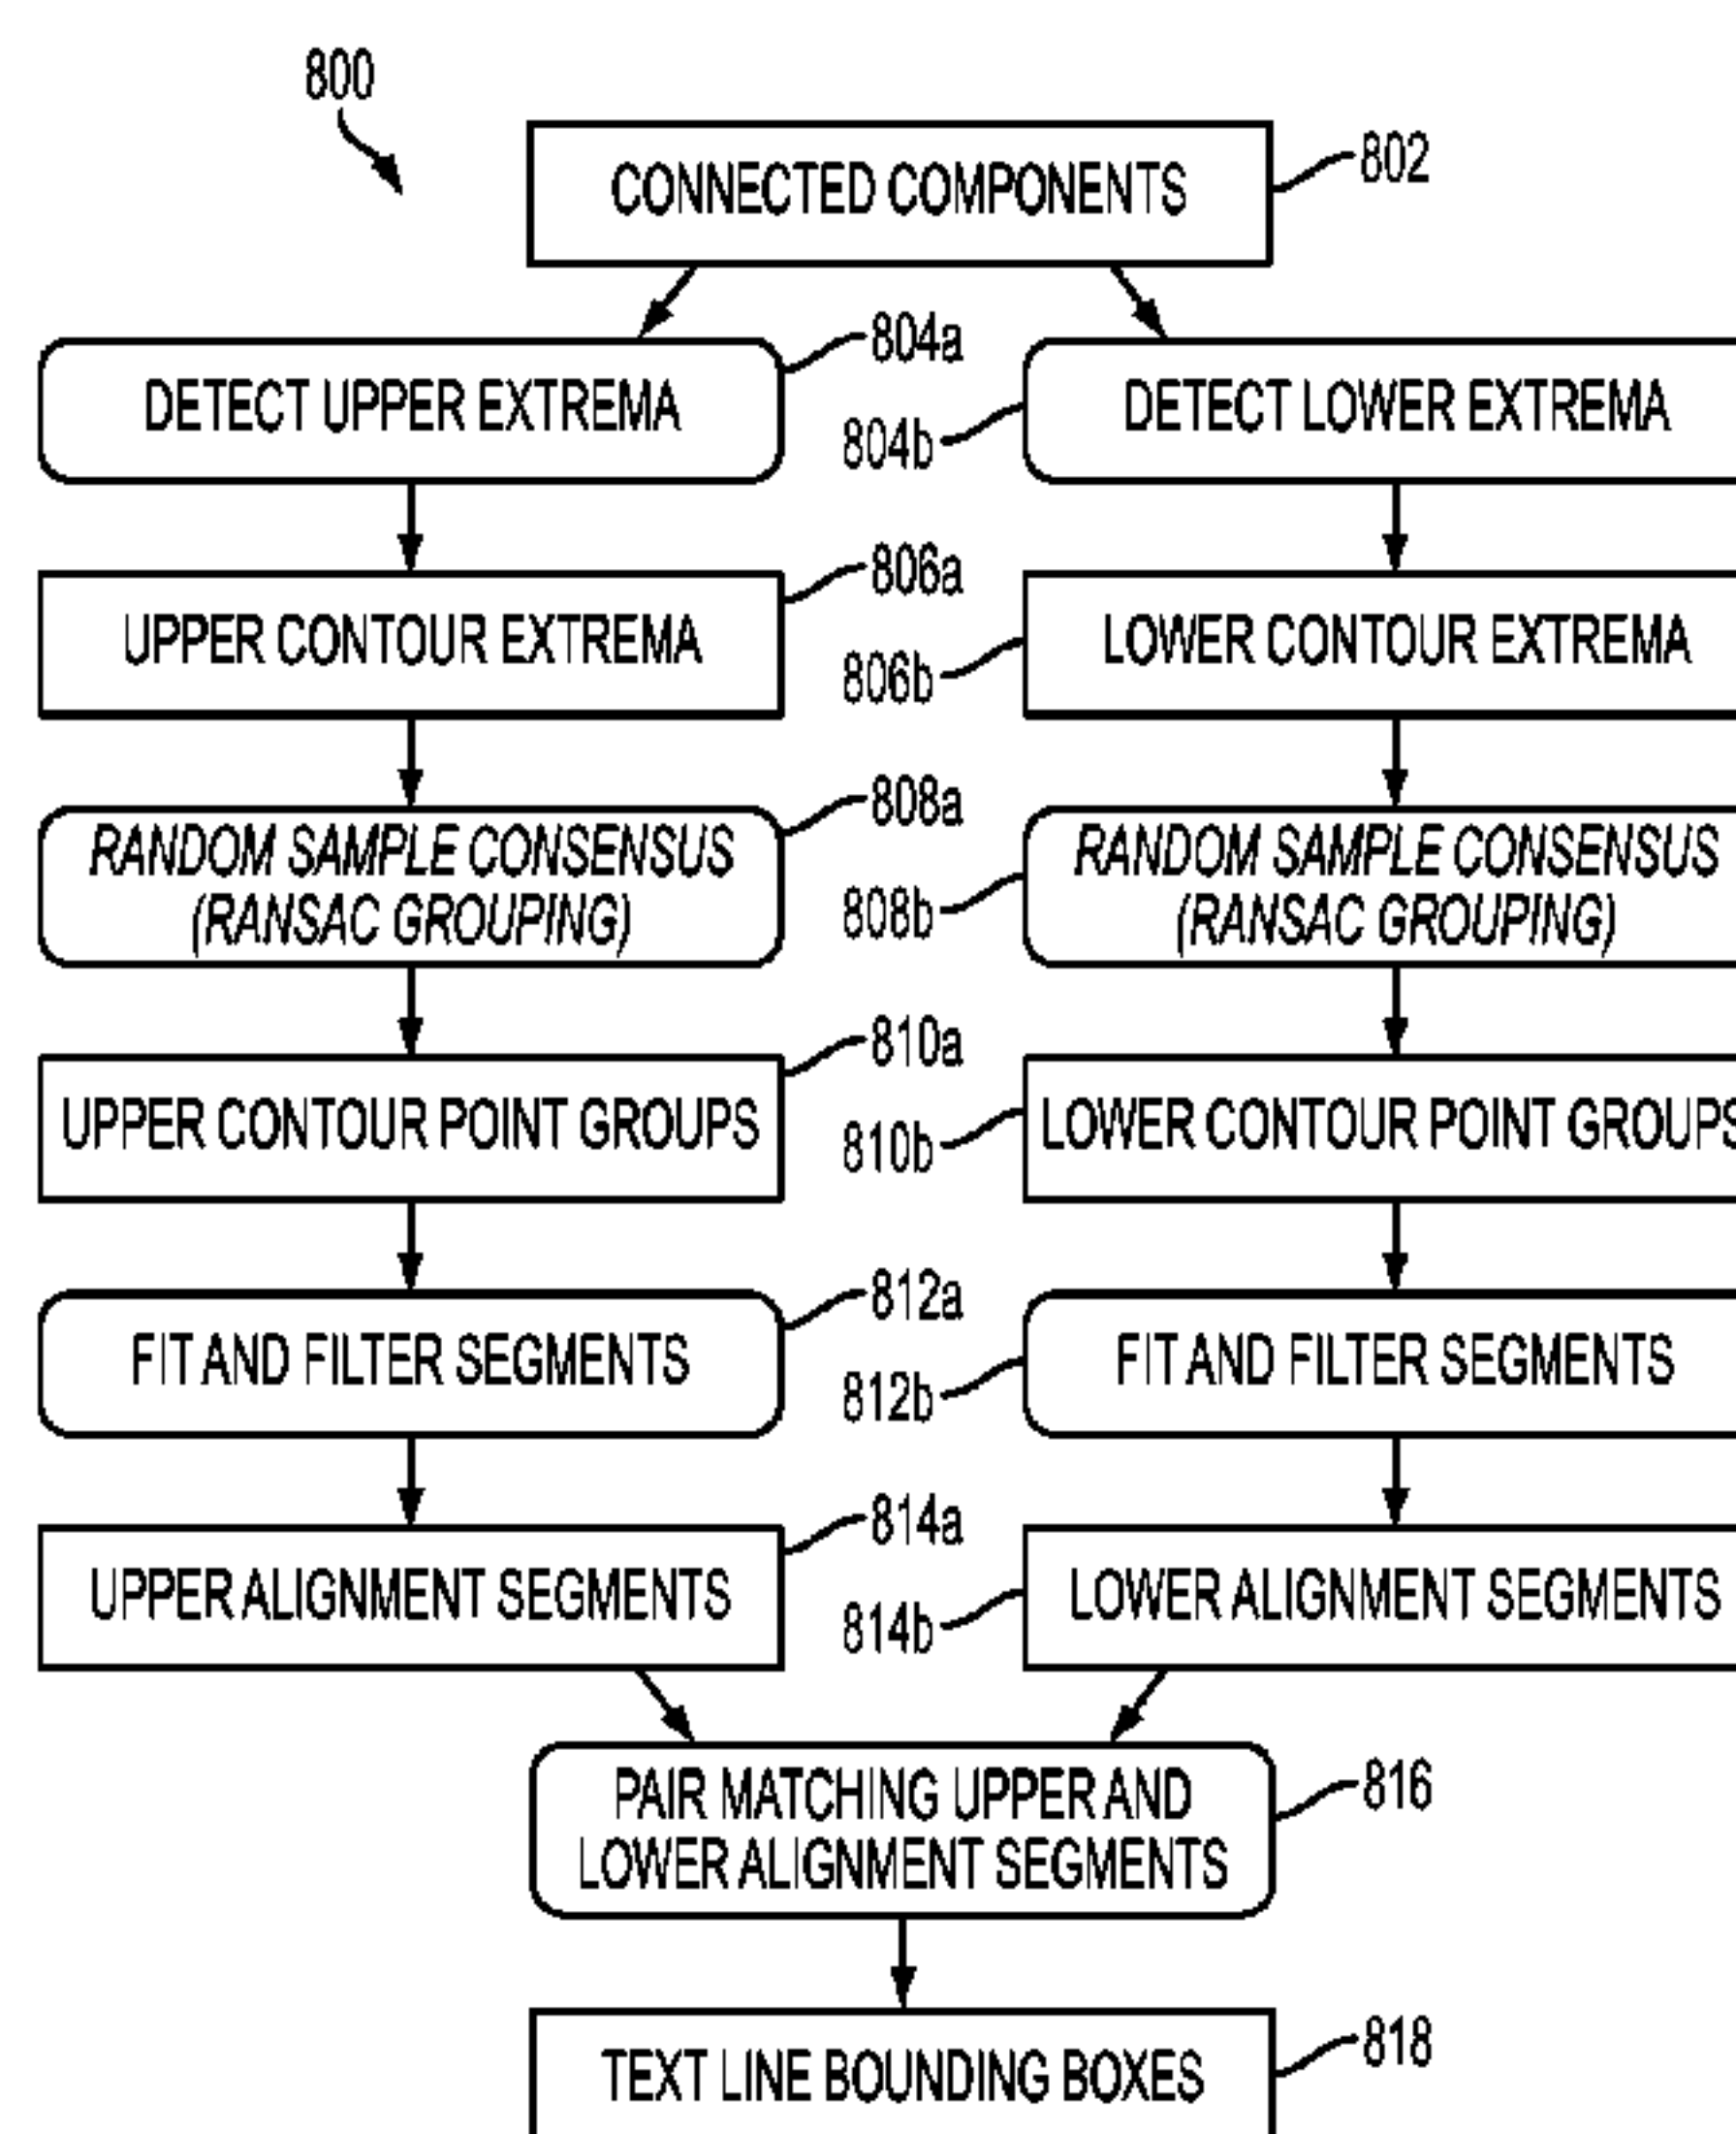 800
CONNECTED COMPONENTS
802
DETECT UPPER EXTREMA
804a
804b
DETECT LOWER EXTREMA
UPPER CONTOUR EXTREMA
806a
806b
LOWER CONTOUR EXTREMA
RANDOM SAMPLE CONSENSUS
(RANSAC GROUPING)
808a
808b
RANDOM SAMPLE CONSENSUS
(RANSAC GROUPING)
UPPER CONTOUR POINT GROUPS
810a
810b
LOWER CONTOUR POINT GROUPS
FIT AND FILTER SEGMENTS
812a
812b
FIT AND FILTER SEGMENTS
UPPER ALIGNMENT SEGMENTS
814a
814b
LOWER ALIGNMENT SEGMENTS
PAIR MATCHING UPPER AND
LOWER ALIGNMENT SEGMENTS
816
TEXT LINE BOUNDING BOXES
818